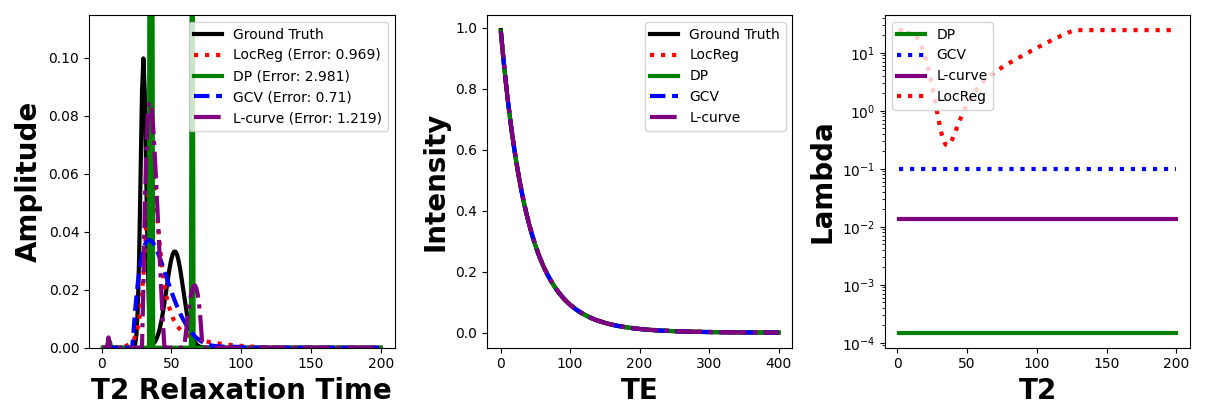 Amplitude
0.10
0.08
0.06
0.04
0.02
0.00
0
50
100
150
200
T2 Relaxation Time
Ground Truth
LocReg (Error: 0.969)
DP (Error: 2.981)
GCV (Error: 0.71)
L-curve (Error: 1.219)
Intensity
1.0
0.8
0.6
0.4
0.2
0.0
0
100
200
300
400
TE
Ground Truth
LocReg
DP
GCV
L-curve
Lambda
10¹
10⁰
10⁻¹
10⁻²
10⁻³
10⁻⁴
0
50
100
150
200
T2
DP
GCV
L-curve
LocReg